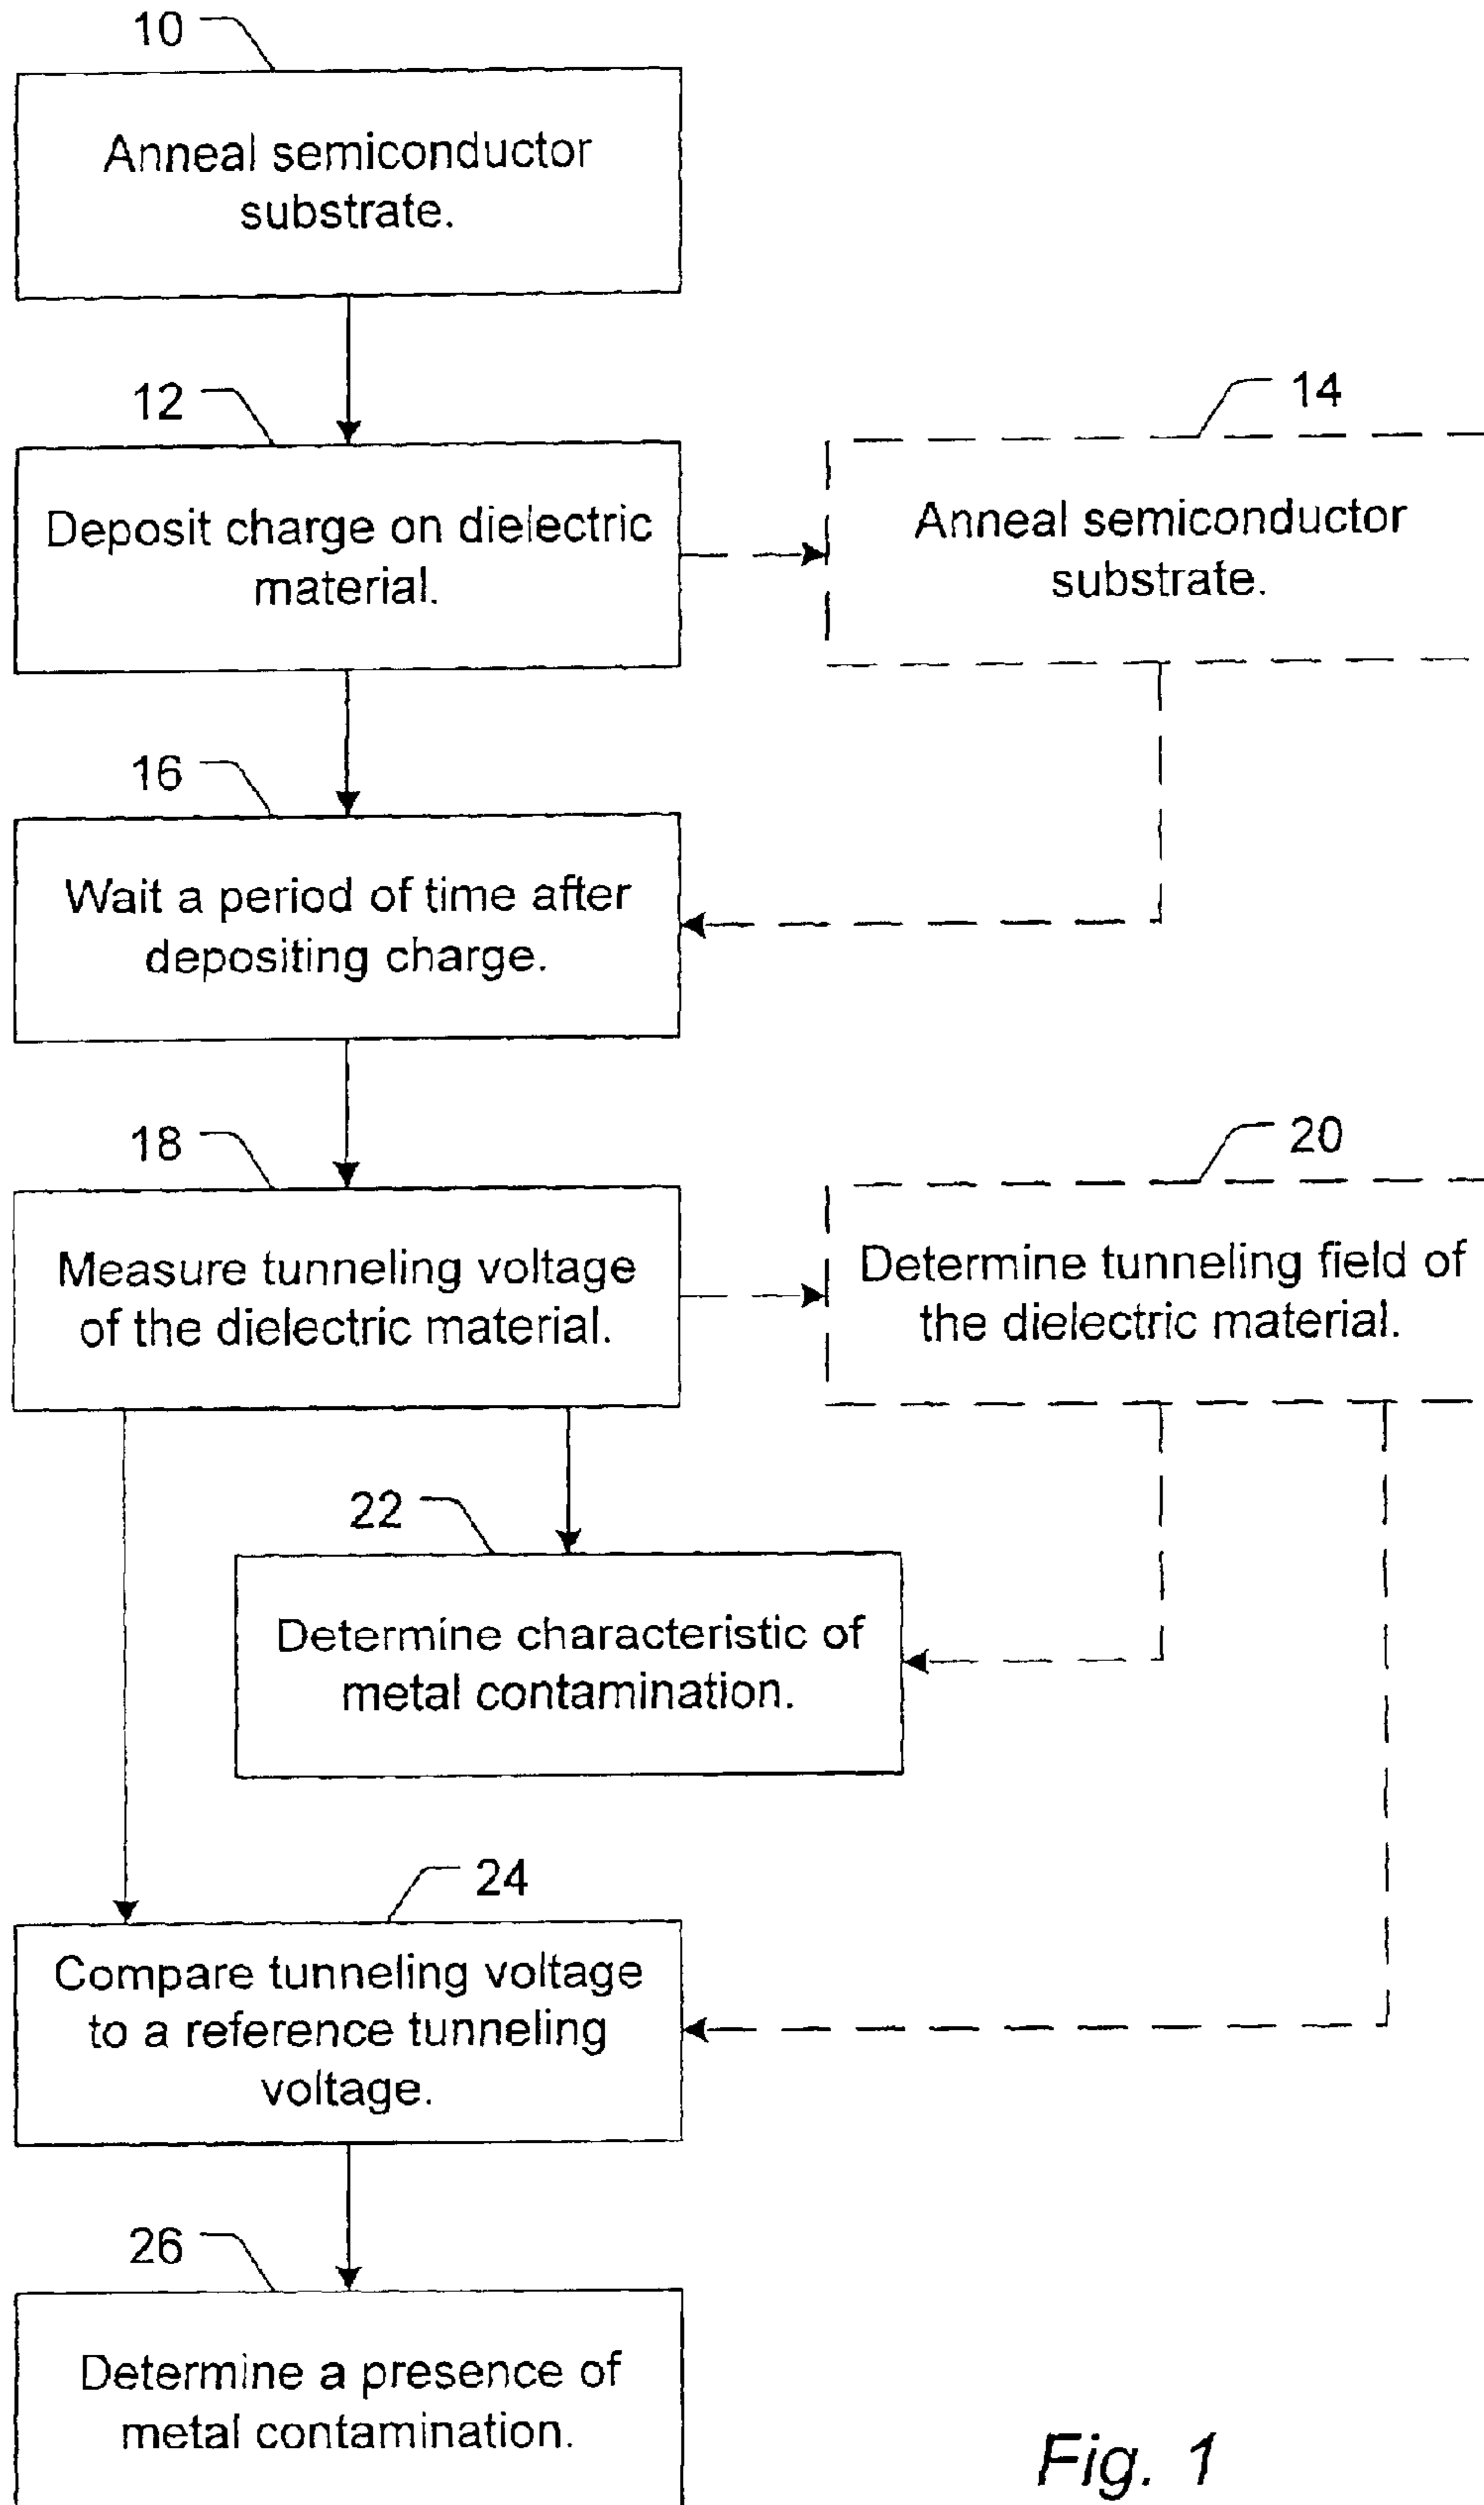 10
Anneal semiconductor
substrate.
12
Deposit charge on dielectric
material.
14
Anneal semiconductor
substrate.
16
Wait a period of time after
depositing charge.
18
Measure tunneling voltage
of the dielectric material.
20
Determine tunneling field of
the dielectric material.
22
Determine characteristic of
metal contamination.
24
Compare tunneling voltage
to a reference tunneling
voltage.
26
Determine a presence of
metal contamination.
Fig. 1